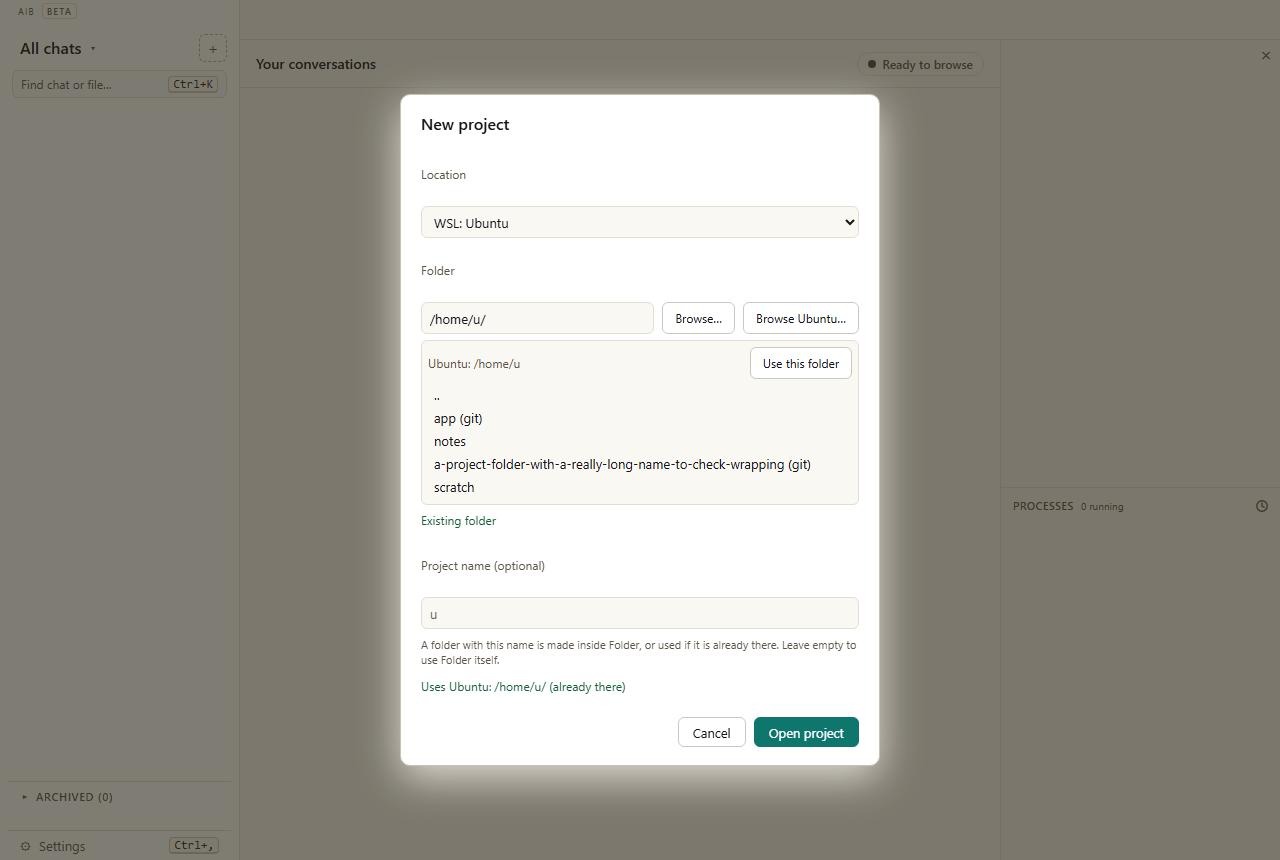 AIB BETA
All chats
+
Find chat or file... Ctrl+K
Your conversations
Ready to browse
×
New project
Location
WSL: Ubuntu
Folder
/home/u/
Browse...
Browse Ubuntu...
Ubuntu: /home/u
Use this folder
..
app (git)
notes
a-project-folder-with-a-really-long-name-to-check-wrapping (git)
scratch
Existing folder
Project name (optional)
u
A folder with this name is made inside Folder, or used if it is already there. Leave empty to
use Folder itself.
Uses Ubuntu: /home/u/ (already there)
Cancel
Open project
PROCESSES 0 running
ARCHIVED (0)
Settings Ctrl+,